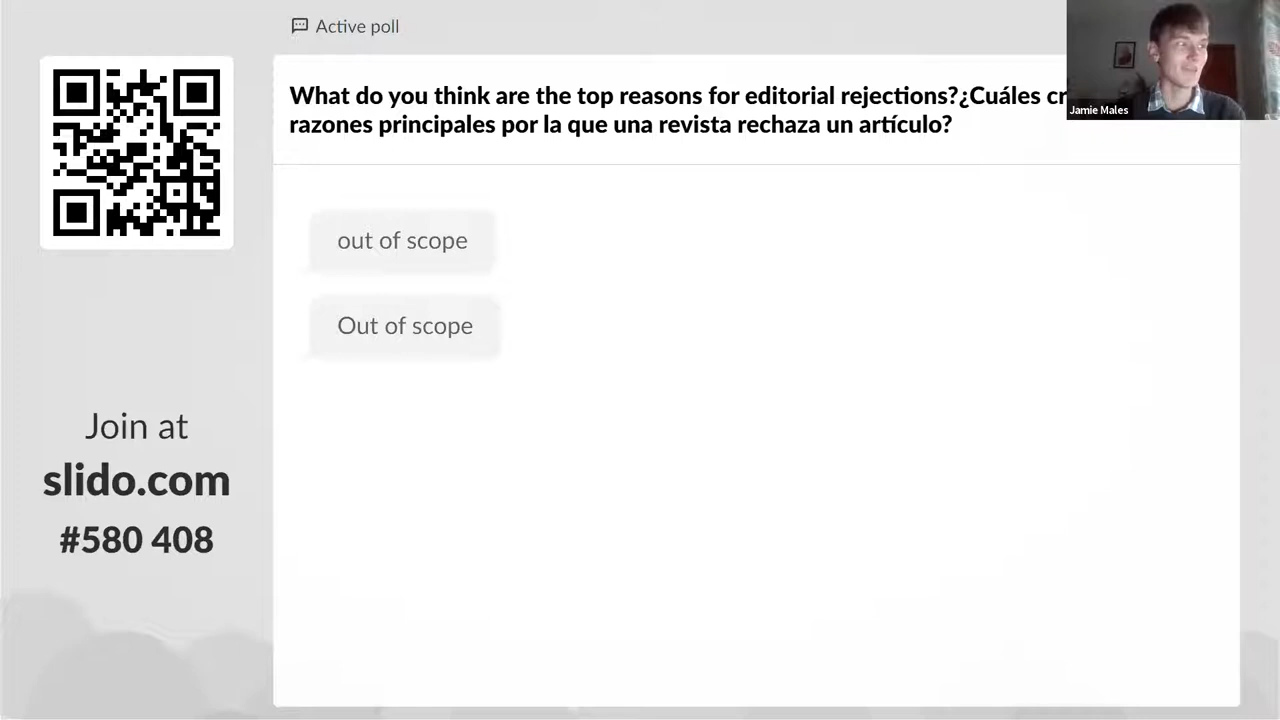 Active poll
What do you think are the top reasons for editorial rejections?¿Cuáles cr
razones principales por la que una revista rechaza un artículo?
Jamie Males
out of scope
Out of scope
Join at
slido.com
#580 408